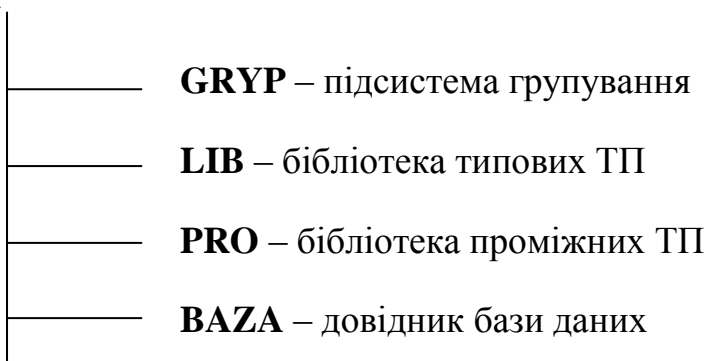 GRYP – підсистема групування
LIB – бібліотека типових ТП
PRO – бібліотека проміжних ТП
BAZA – довідник бази даних